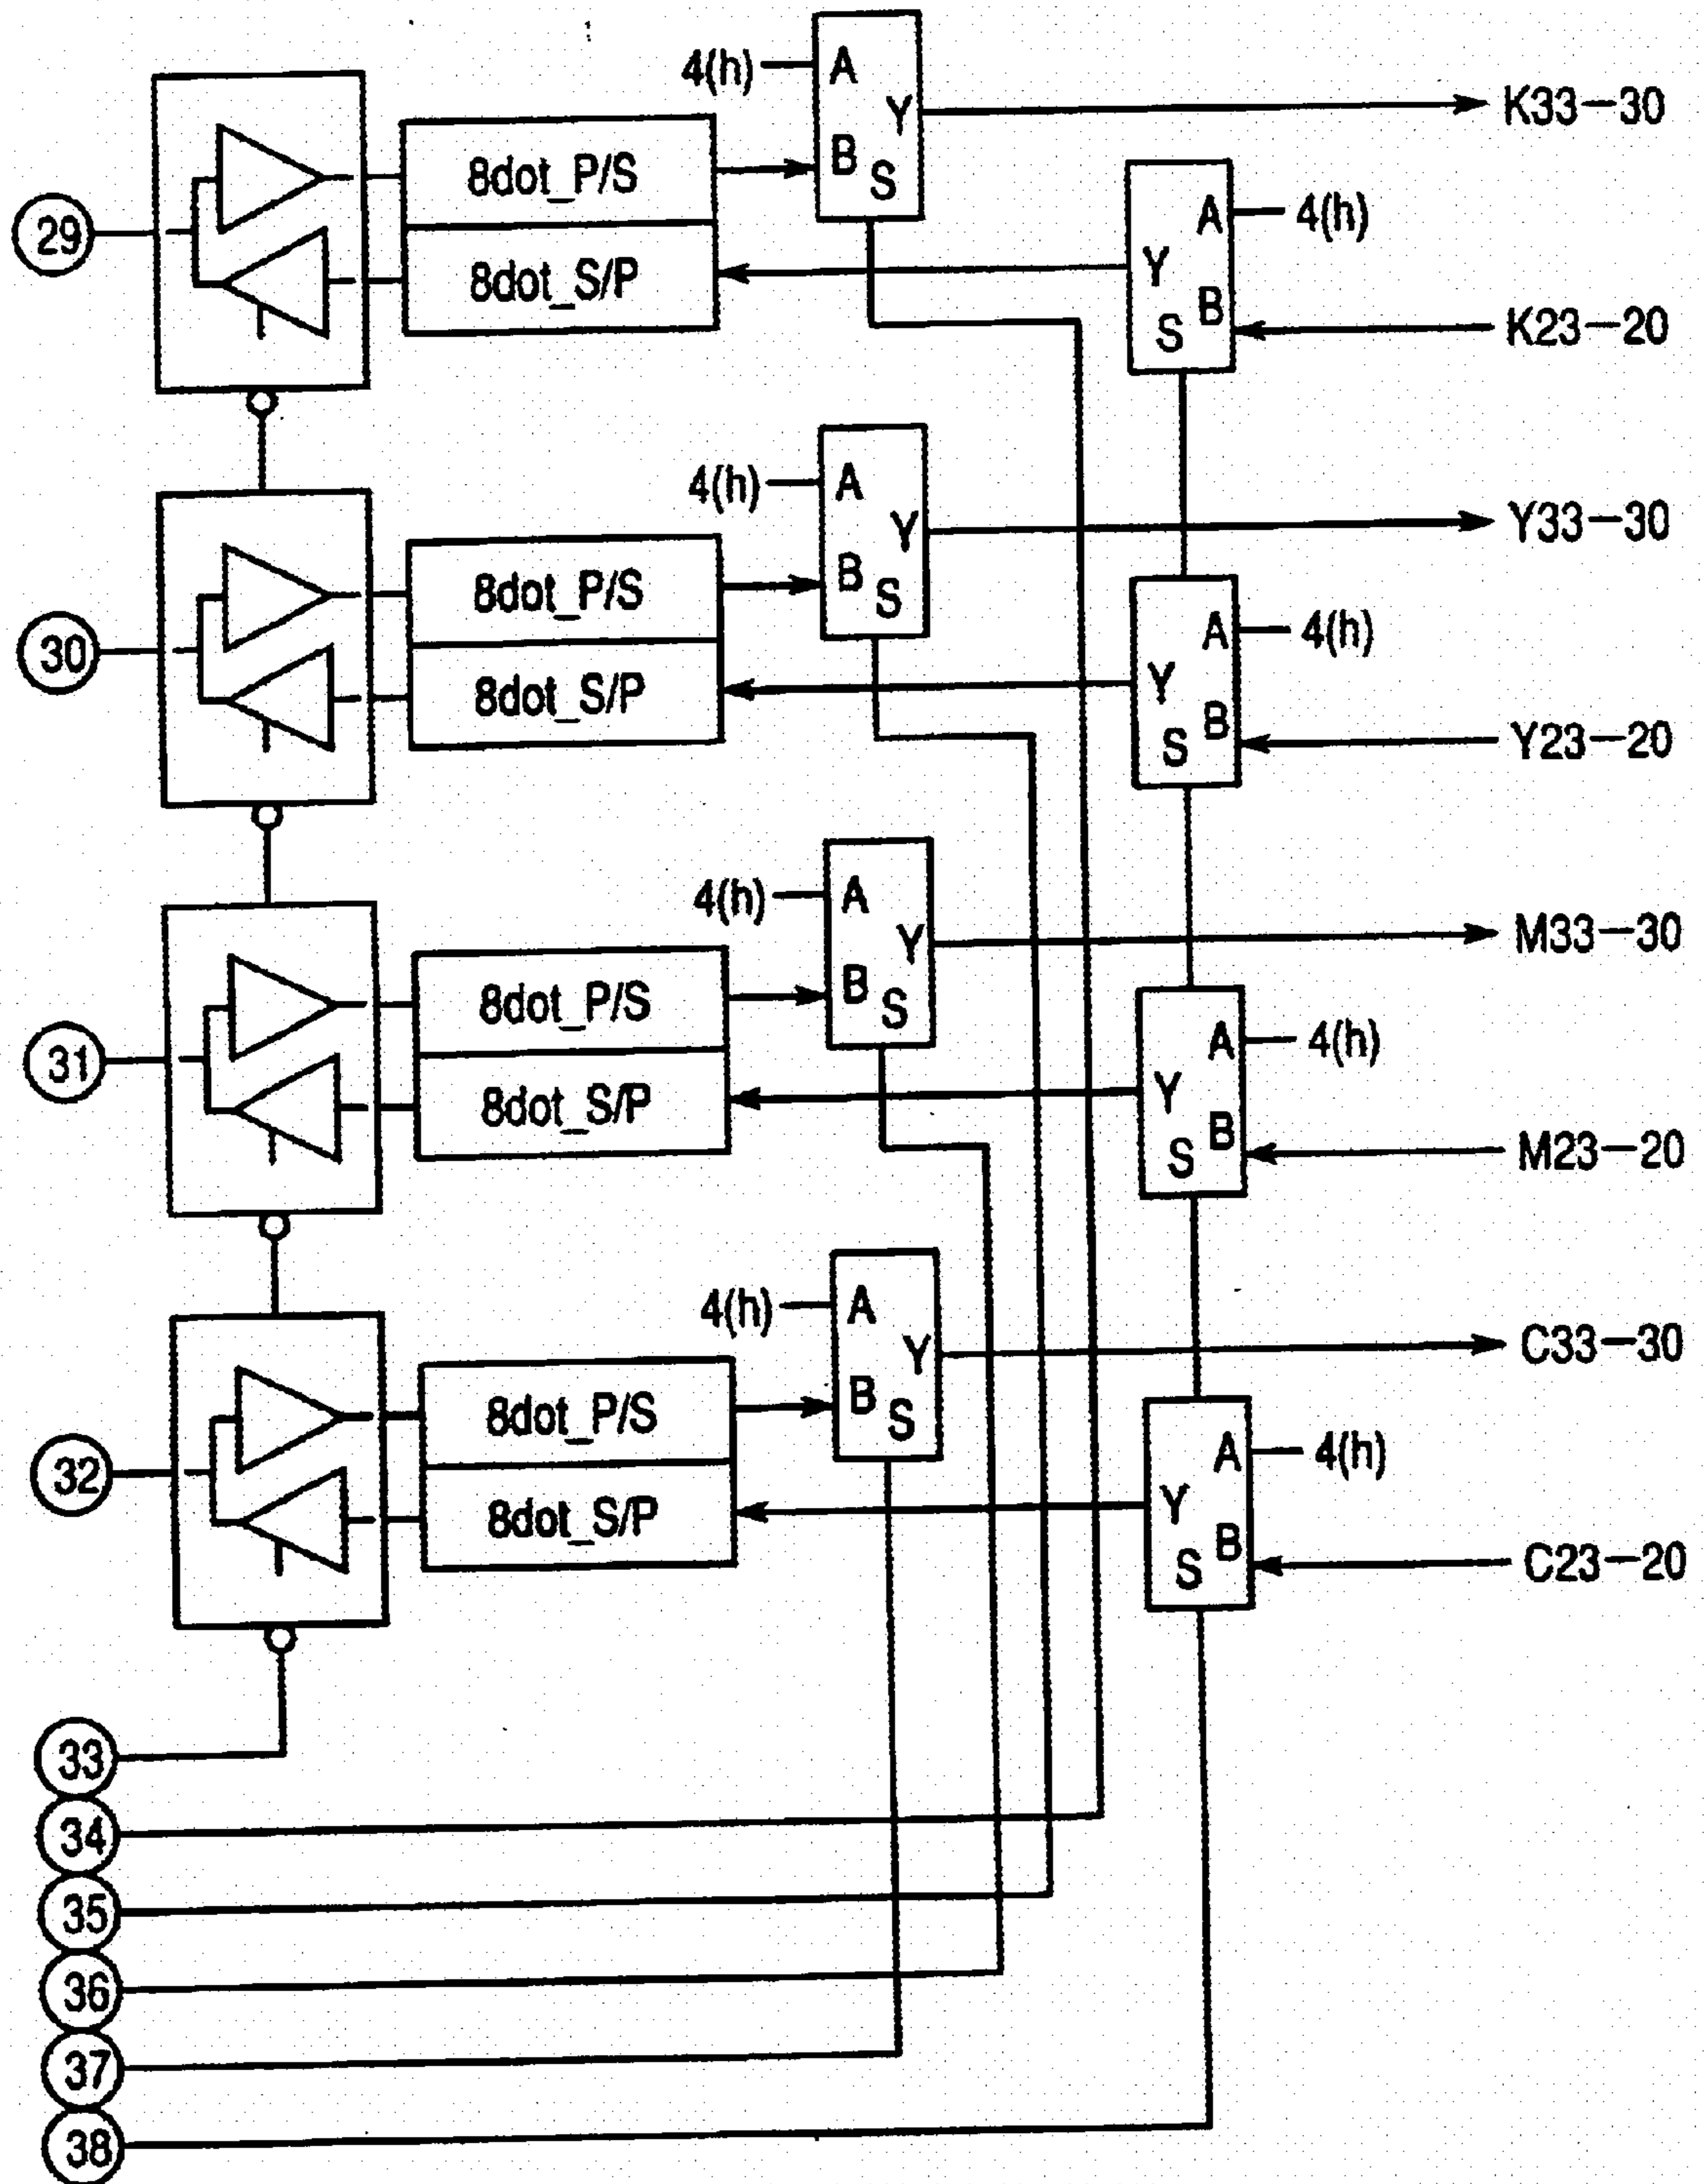 4(h)
A
Y
B
S
K33-30
29
8dot_P/S
8dot_S/P
A
4(h)
Y
B
S
K23-20
4(h)
A
Y
B
S
Y33-30
30
8dot_P/S
8dot_S/P
A
4(h)
Y
B
S
Y23-20
4(h)
A
Y
B
S
M33-30
31
8dot_P/S
8dot_S/P
A
4(h)
Y
B
S
M23-20
4(h)
A
Y
B
S
C33-30
32
8dot_P/S
8dot_S/P
A
4(h)
Y
B
S
C23-20
33
34
35
36
37
38